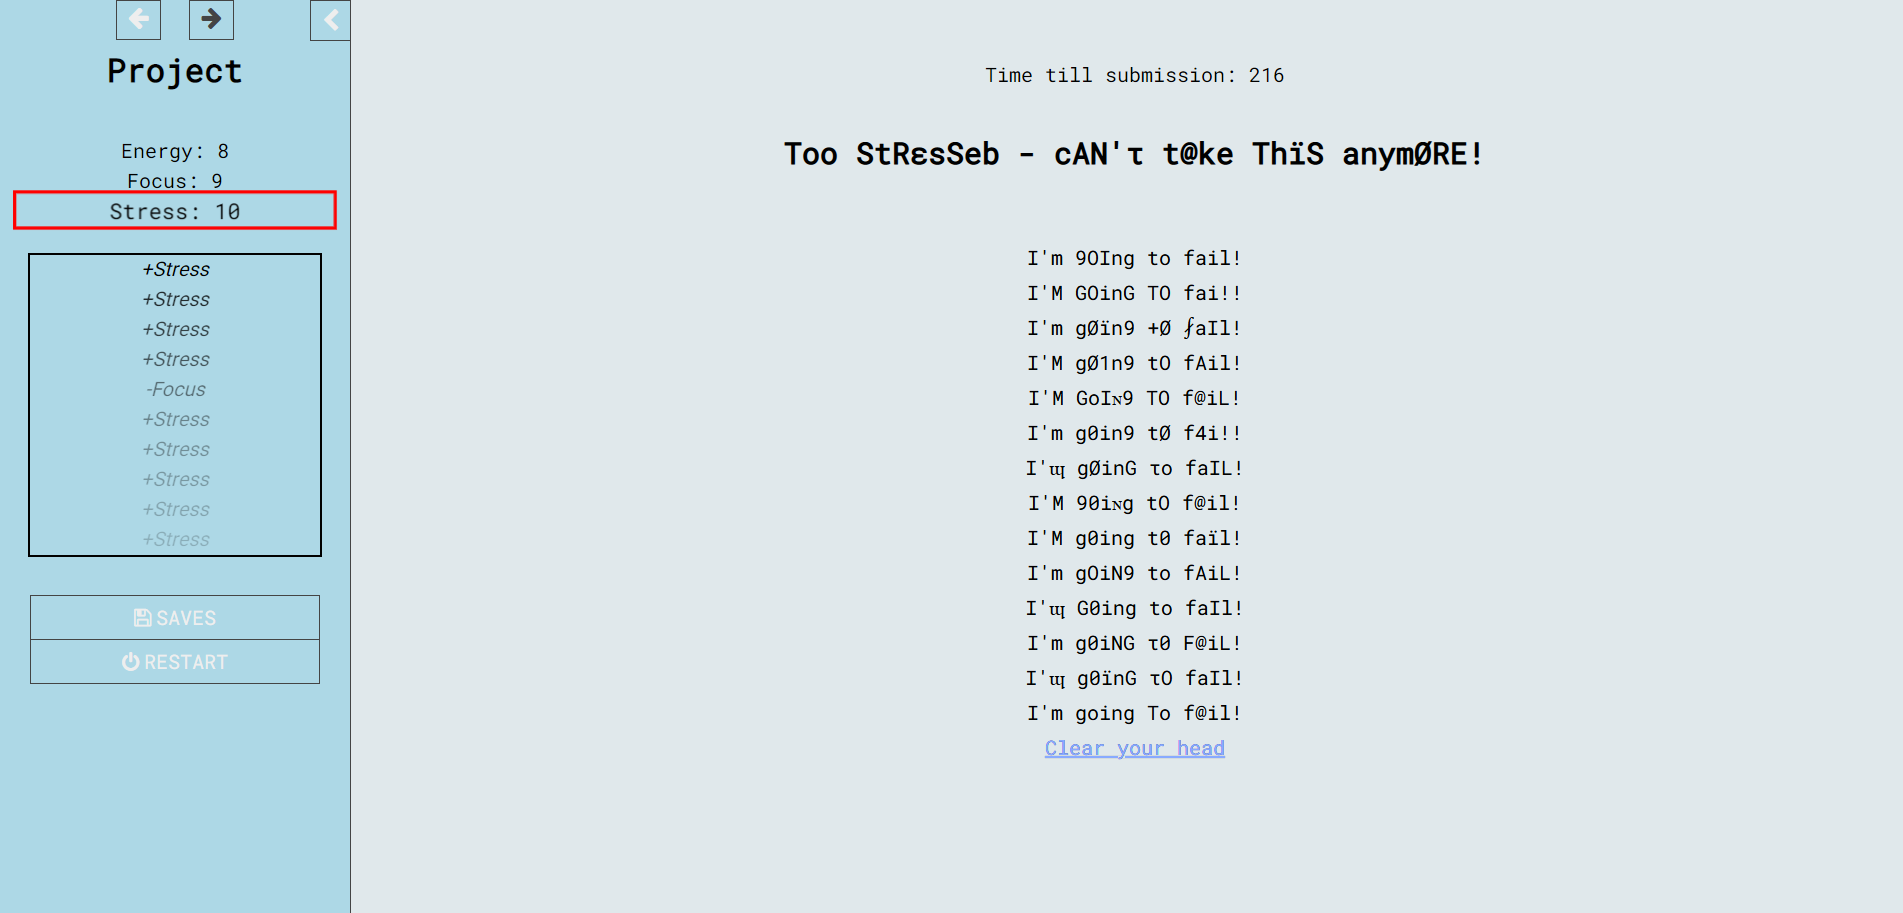 Project
Energy: 8
Focus: 9
Stress: 10
+Stress
+Stress
+Stress
+Stress
-Focus
+Stress
+Stress
+Stress
+Stress
+Stress
SAVES
RESTART
Time till submission: 216
Too StRεsSeb - cAN'τ t@ke ThïS anymØRE!
I'm 9OIng to fail!
I'M GOinG TO fai!!
I'm gØïn9 +Ø ⨍aIl!
I'M gØ1n9 tO fAil!
I'M GoIɴ9 TO f@iL!
I'm g0in9 tØ f4i!!
I'щ gØinG τo faIL!
I'M 90iɴg tO f@il!
I'M g0ing t0 faïl!
I'm gOiN9 to fAiL!
I'щ G0ing to faIl!
I'm g0iNG τ0 F@iL!
I'щ g0ïnG τO faIl!
I'm going To f@il!
Clear your head